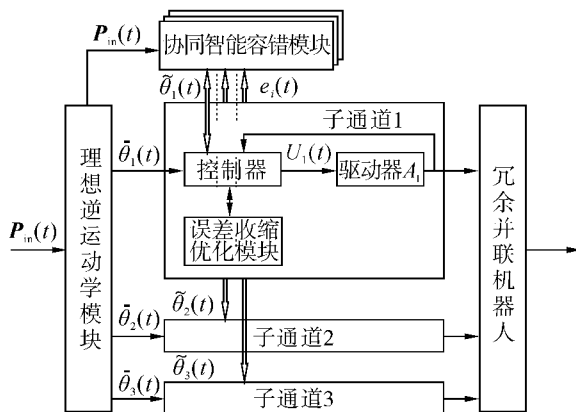 P_in(t)
协同智能容错模块
θ̃_1(t)
e_i(t)
子通道1
θ̄_1(t)
控制器
U_1(t)
驱动器A_1
理想逆运动学模块
冗余并联机器人
P_in(t)
误差收缩
优化模块
θ̃_2(t)
θ̄_2(t)
子通道2
θ̃_3(t)
θ̄_3(t)
子通道3